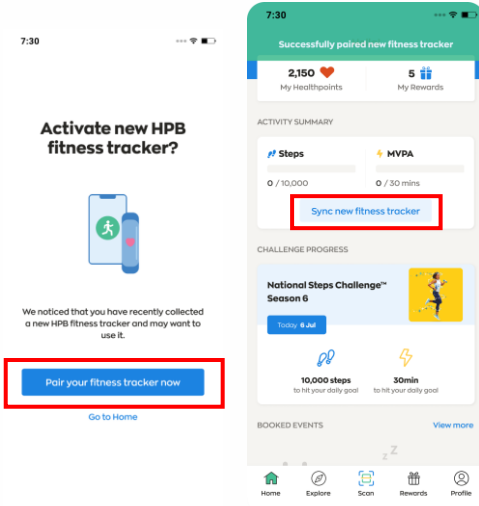 7:30
Activate new HPB
fitness tracker?
We noticed that you have recently collected
a new HPB fitness tracker and may want to
use it.
Pair your fitness tracker now
Go to Home
7:30
Successfully paired new fitness tracker
2,150
My Healthpoints
5
My Rewards
ACTIVITY SUMMARY
Steps
0 / 10,000
MVPA
0 / 30 mins
Sync new fitness tracker
CHALLENGE PROGRESS
National Steps Challenge™
Season 6
Today 6 Jul
10,000 steps
to hit your daily goal
30min
to hit your daily goal
BOOKED EVENTS
View more
z Z
Home
Explore
Scan
Rewards
Profile